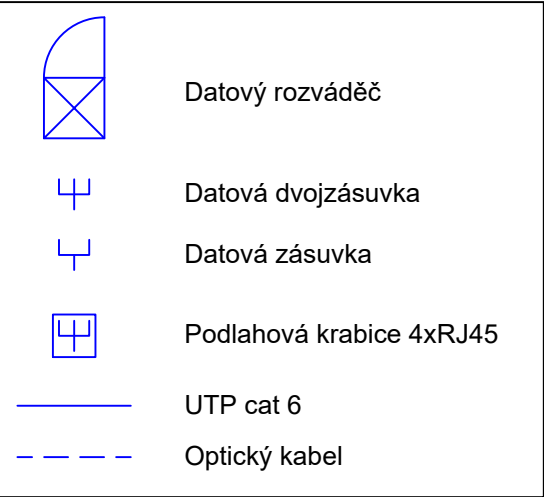 Datový rozváděč
Datová dvojzásuvka
Datová zásuvka
Podlahová krabice 4xRJ45
UTP cat 6
Optický kabel